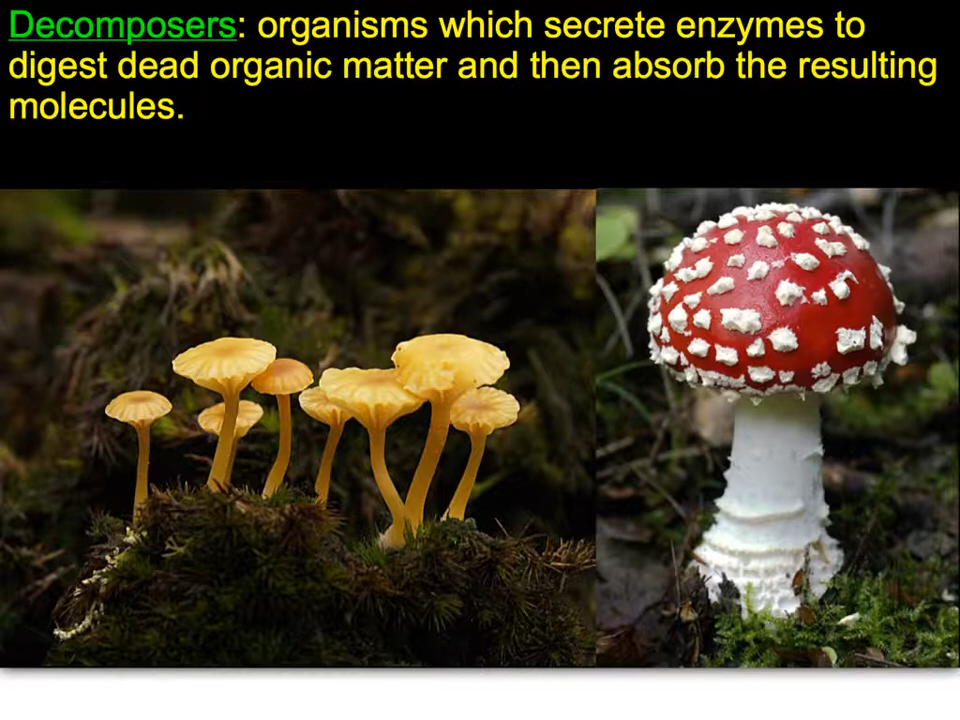 Decomposers: organisms which secrete enzymes to
digest dead organic matter and then absorb the resulting
molecules.